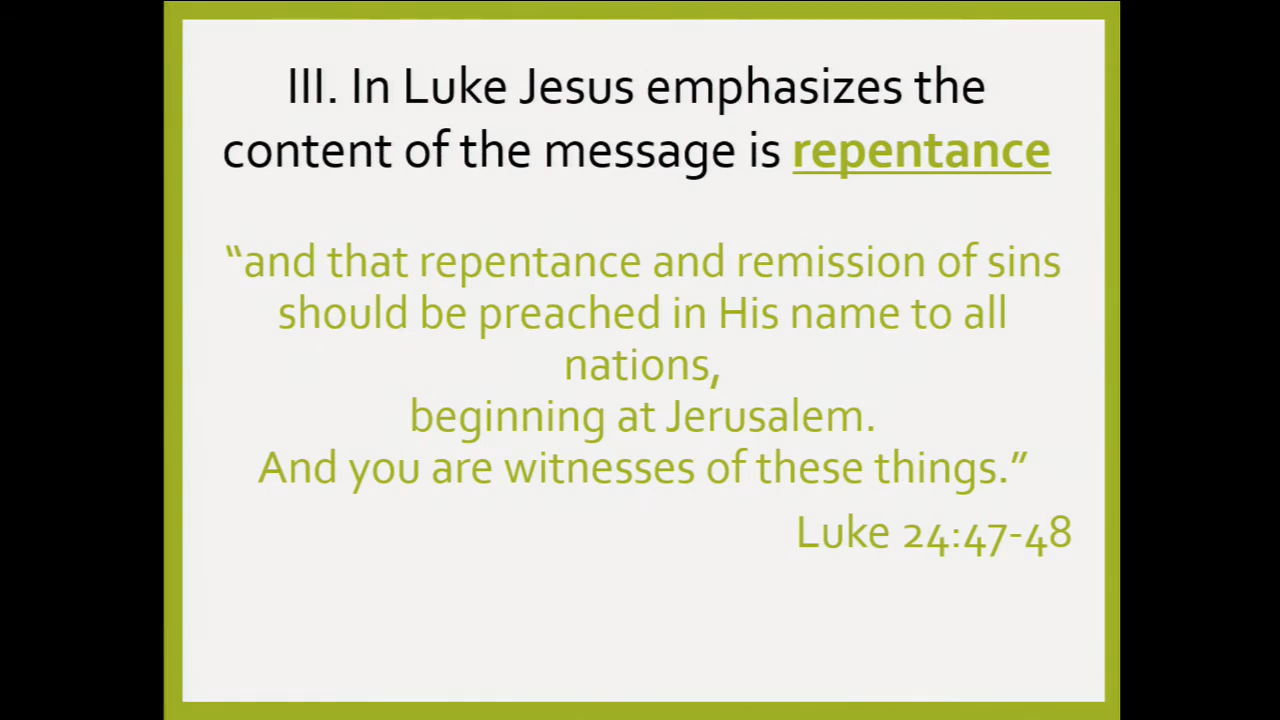 III. In Luke Jesus emphasizes the
content of the message is repentance
“and that repentance and remission of sins
should be preached in His name to all
nations,
beginning at Jerusalem.
And you are witnesses of these things.”
Luke 24:47-48